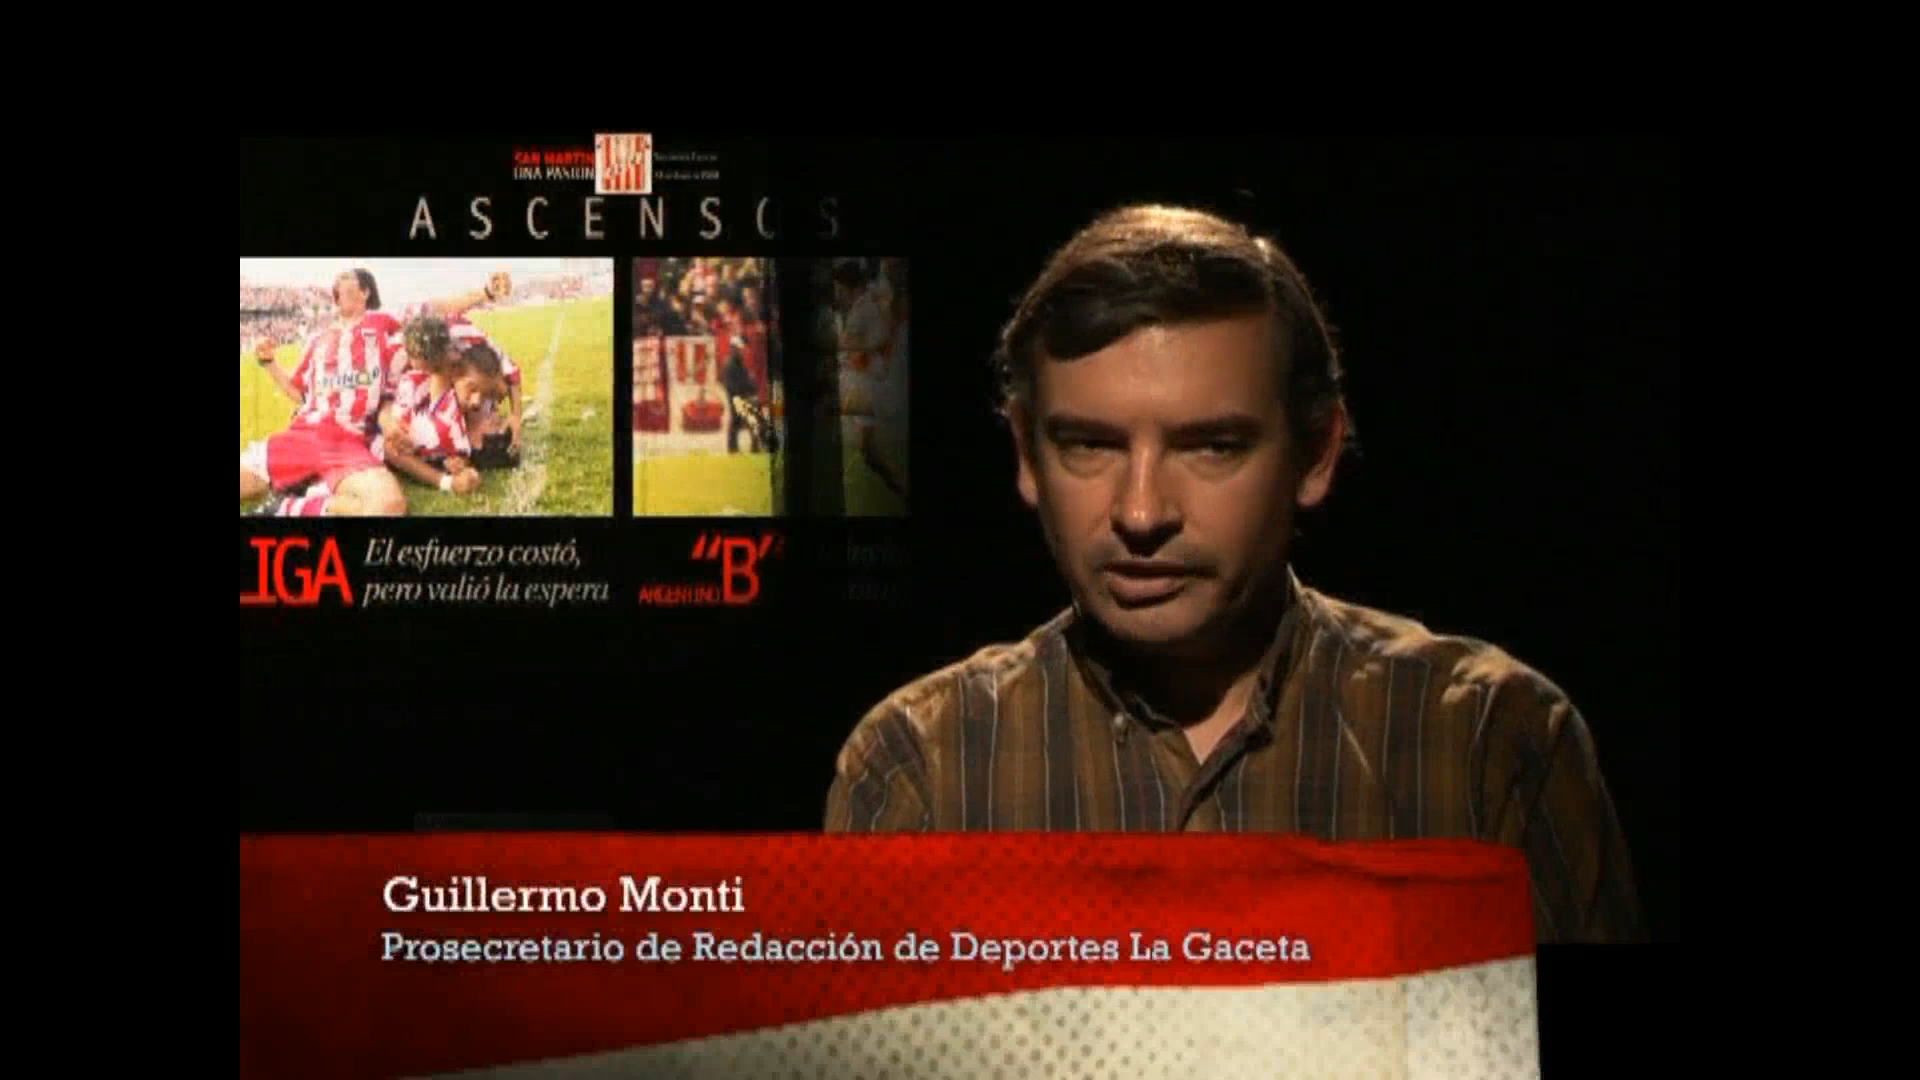 SAN MARTIN
UNA PASION
ASCENSOS
LIGA
El esfuerzo costó,
pero valió la espera
ARGENTINO "B"
Guillermo Monti
Prosecretario de Redacción de Deportes La Gaceta